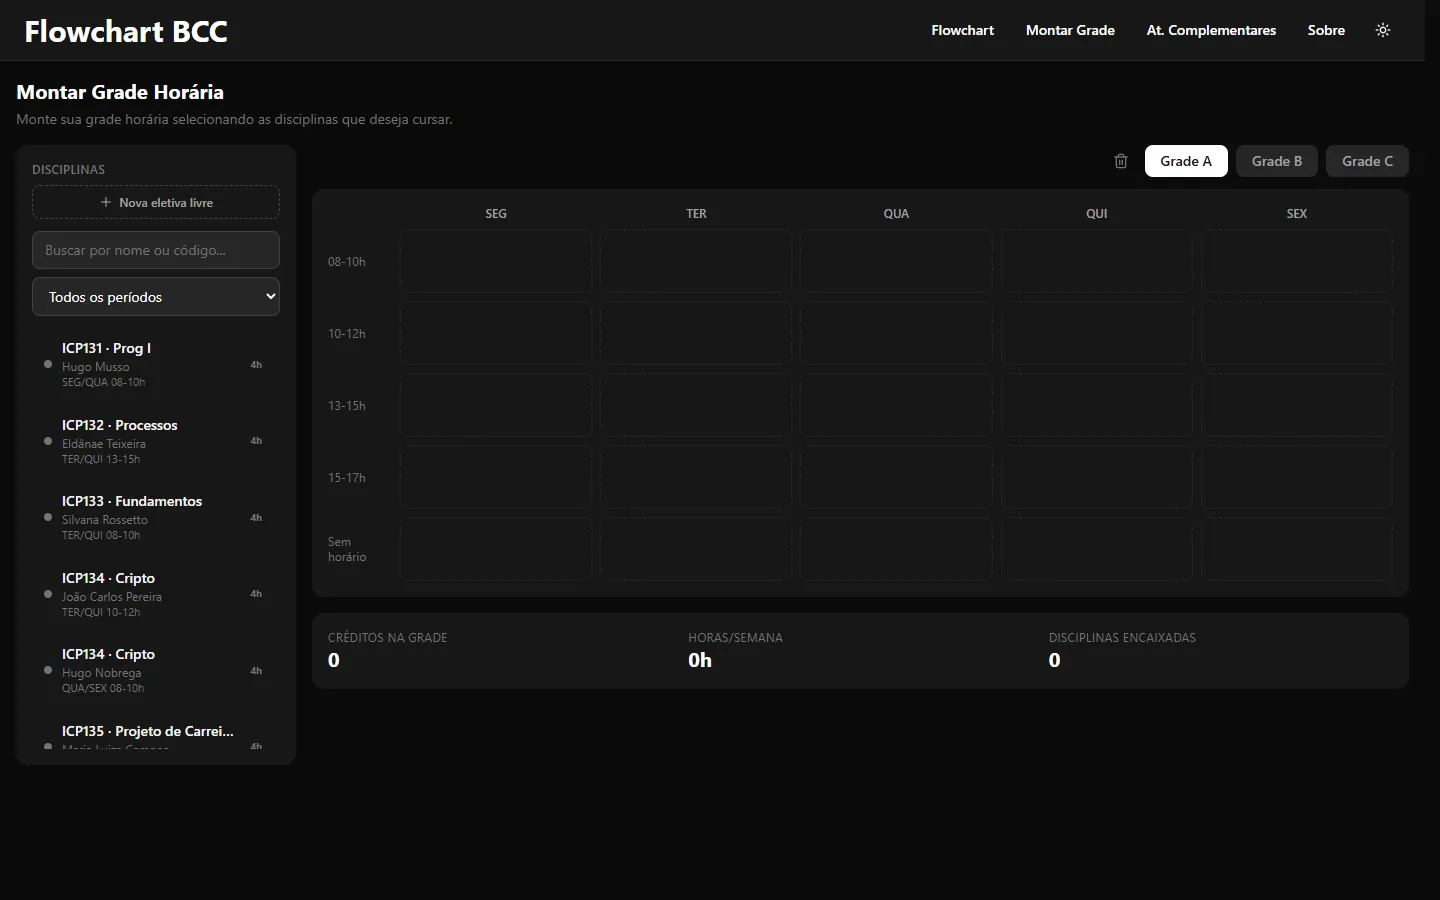 Flowchart BCC
Flowchart
Montar Grade
At. Complementares
Sobre
Montar Grade Horária
Monte sua grade horária selecionando as disciplinas que deseja cursar.
DISCIPLINAS
+ Nova eletiva livre
Buscar por nome ou código...
Todos os períodos
ICP131 · Prog I
Hugo Musso
SEG/QUA 08-10h
4h
ICP132 · Processos
Eldânae Teixeira
TER/QUI 13-15h
4h
ICP133 · Fundamentos
Silvana Rossetto
TER/QUI 08-10h
4h
ICP134 · Cripto
João Carlos Pereira
TER/QUI 10-12h
4h
ICP134 · Cripto
Hugo Nobrega
QUA/SEX 08-10h
4h
ICP135 · Projeto de Carrei...
Maria Luiza Campos
4h
Grade A
Grade B
Grade C
SEG TER QUA QUI SEX
08-10h
10-12h
13-15h
15-17h
Sem
horário
CRÉDITOS NA GRADE
0
HORAS/SEMANA
0h
DISCIPLINAS ENCAIXADAS
0